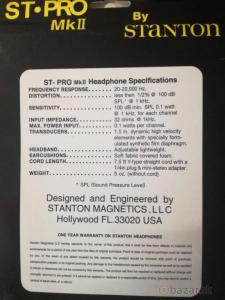 ST·PRO
MkII
By
STANTON
ST- PRO MkII Headphone Specifications
FREQUENCY RESPONSE: 20-20,000 Hz.
DISTORTION: less then 1/2% @ 100 dB
SPL* @ 1 kHz.
SENSITIVITY: 100 dB min. SPL 0.1 watt
@ 1 kHz. for each channel
INPUT IMPEDANCE: 32 ohms @ 1kHz.
MAX. POWER INPUT: 0.1 watts per channel.
TRANSDUCERS: 1.5 in. dynamic high velocity
elements with specially form-
ulated synthetic film diaphragm.
HEADBAND: Adjustable lightweight.
EARCUSHIONS: Soft fabric covered foam.
CORD LENGTH: 7.5 ft Y-type straight cord with a
1/4in.plug & mini-stereo adapter.
WEIGHT: 5 oz. (without cord)
* SPL (Sound Pressure Level)
Designed and Engineered by
STANTON MAGNETICS,LLC
Hollywood FL.33020 USA
ONE YEAR WARRANTY ON STANTON HEADPHONES
bazar.sk